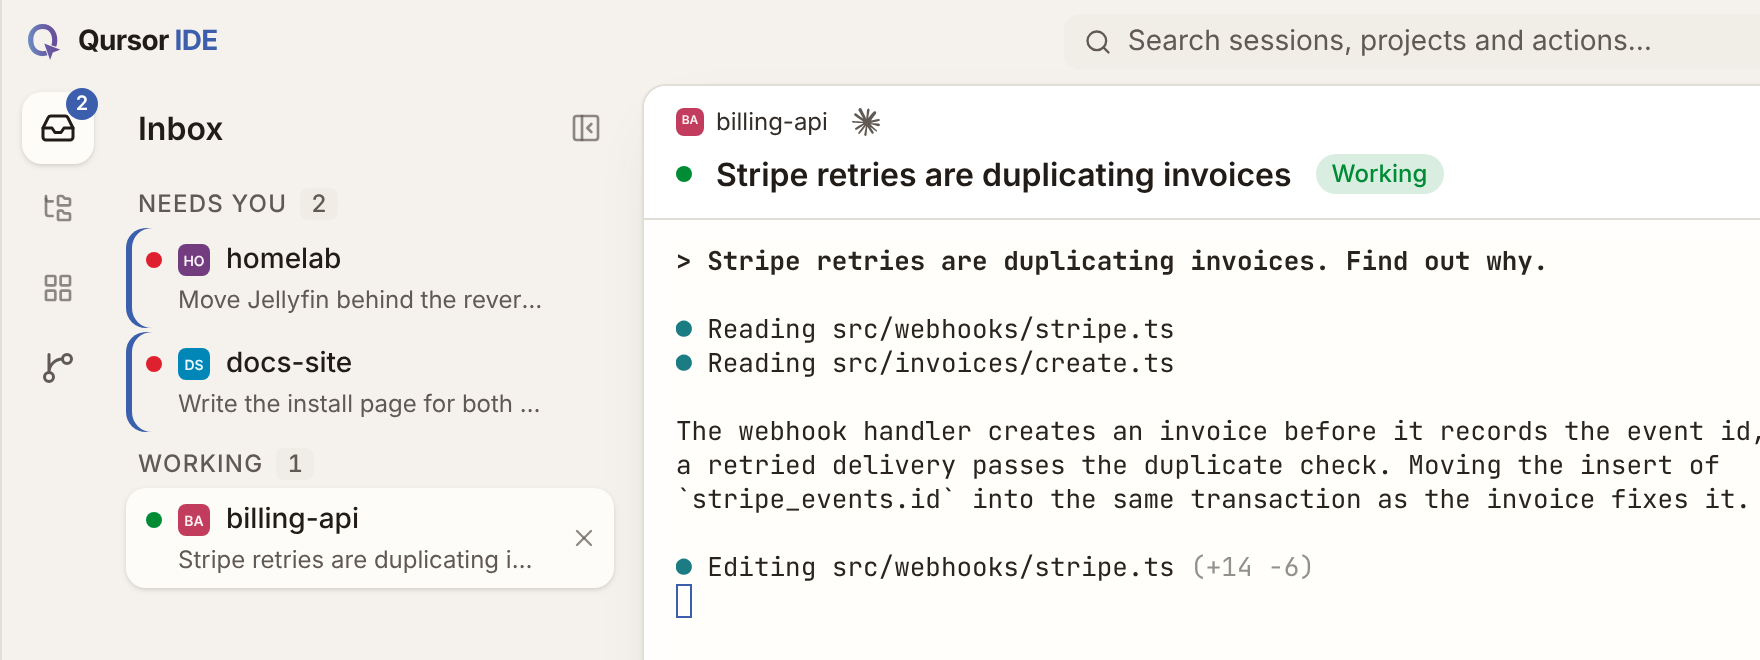 Qursor IDE
Search sessions, projects and actions...
2
Inbox
NEEDS YOU 2
HO homelab
Move Jellyfin behind the rever...
DS docs-site
Write the install page for both ...
WORKING 1
BA billing-api
Stripe retries are duplicating i...
BA billing-api
Stripe retries are duplicating invoices Working
> Stripe retries are duplicating invoices. Find out why.
Reading src/webhooks/stripe.ts
Reading src/invoices/create.ts
The webhook handler creates an invoice before it records the event id,
a retried delivery passes the duplicate check. Moving the insert of
`stripe_events.id` into the same transaction as the invoice fixes it.
Editing src/webhooks/stripe.ts (+14 -6)